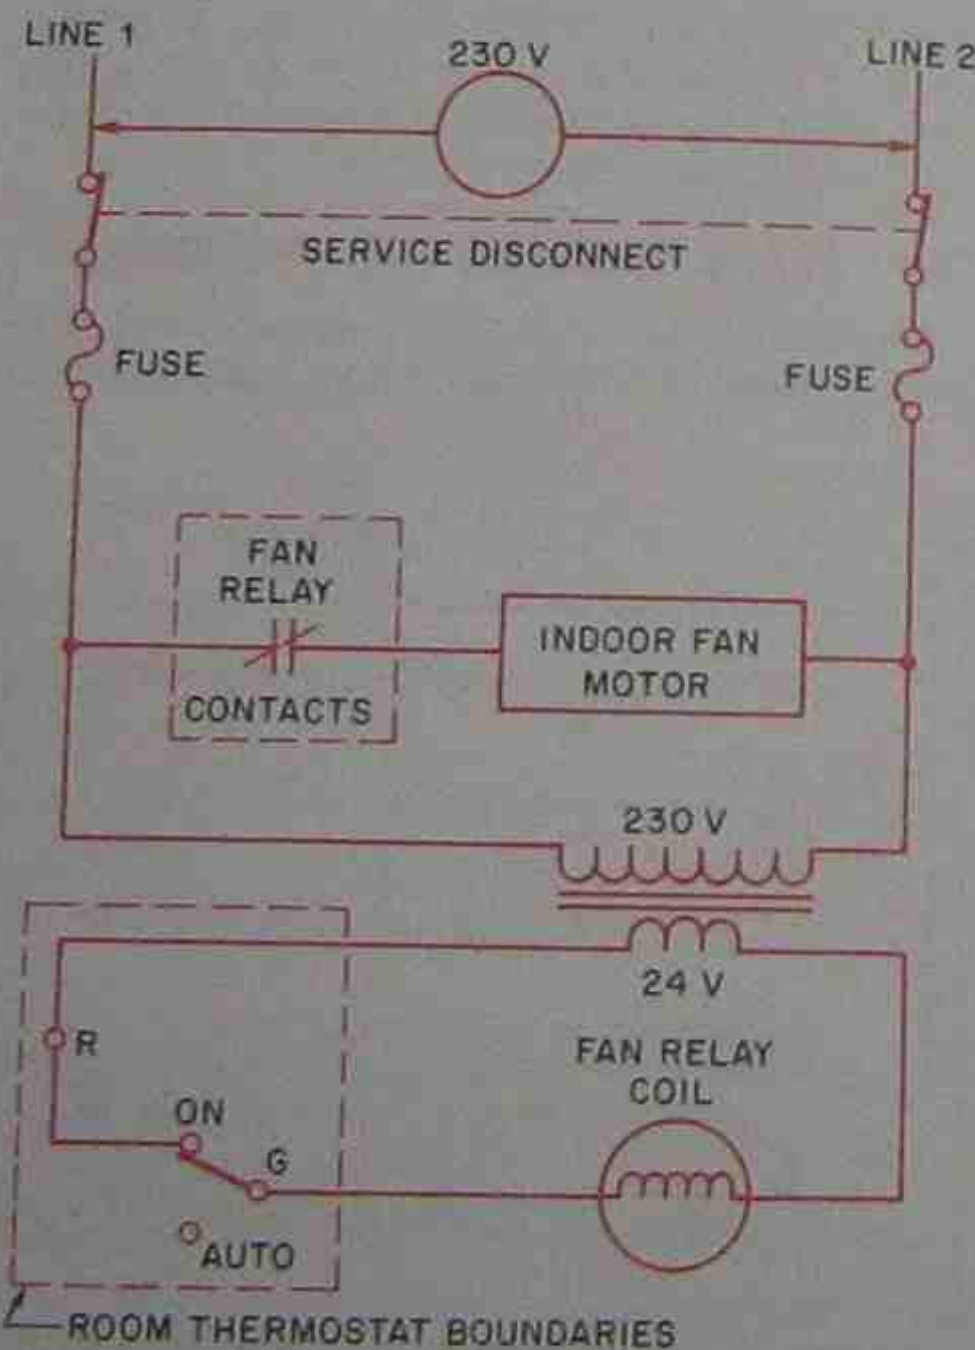 LINE 1
230 V
LINE 2
SERVICE DISCONNECT
FUSE
FUSE
FAN
RELAY
CONTACTS
INDOOR FAN
MOTOR
230 V
24 V
R
ON
G
AUTO
FAN RELAY
COIL
ROOM THERMOSTAT BOUNDARIES